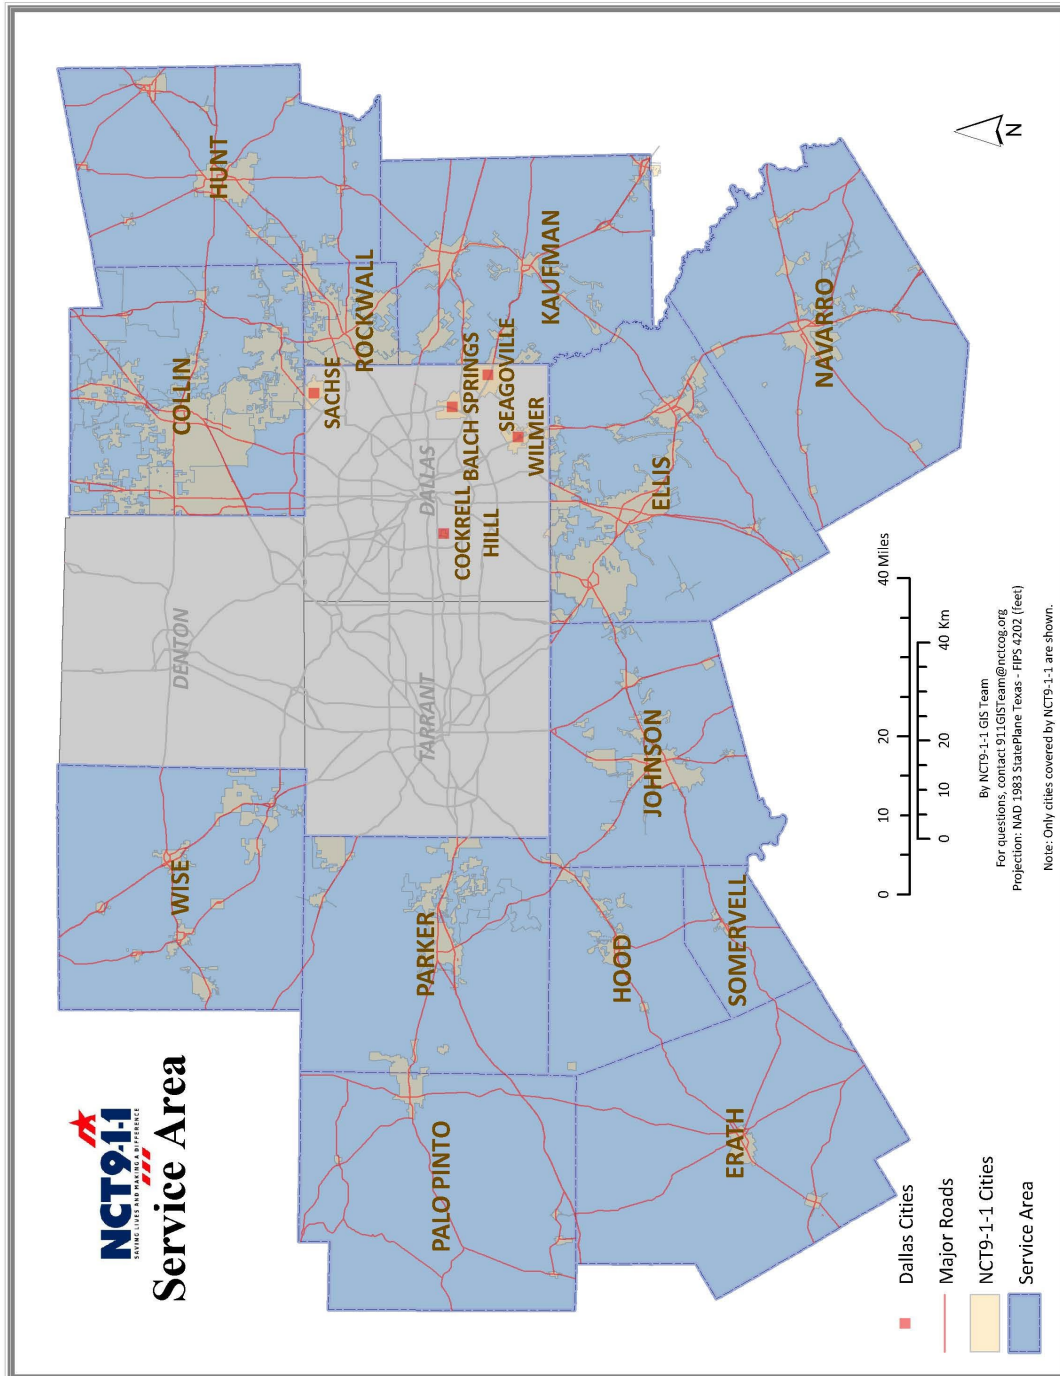 NCT9-1-1
SAVING LIVES AND MAKING A DIFFERENCE
Service Area
WISE
DENTON
COLLIN
HUNT
PALO PINTO
PARKER
TARRANT
DALLAS
SACHSE
ROCKWALL
COCKRELL
HILL
BALCH SPRINGS
SEAGOVILLE
WILMER
KAUFMAN
ERATH
HOOD
SOMERVELL
JOHNSON
ELLIS
NAVARRO
Dallas Cities
Major Roads
NCT9-1-1 Cities
Service Area
0 10 20 40 Miles
0 10 20 40 Km
By NCT9-1-1 GIS Team
For questions, contact 911GISTeam@nctcog.org
Projection: NAD 1983 StatePlane Texas - FIPS 4202 (feet)
Note: Only cities covered by NCT9-1-1 are shown.
N